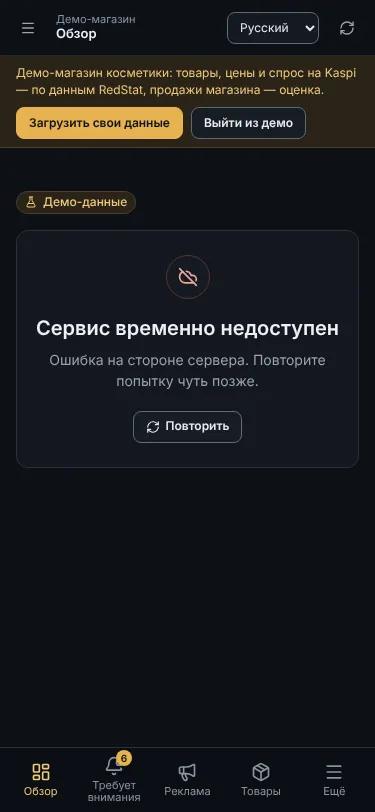 Демо-магазин
Обзор
Русский
Демо-магазин косметики: товары, цены и спрос на Kaspi
— по данным RedStat, продажи магазина — оценка.
Загрузить свои данные
Выйти из демо
Демо-данные
Сервис временно недоступен
Ошибка на стороне сервера. Повторите
попытку чуть позже.
Повторить
6
Обзор
Требует
внимания
Реклама
Товары
Ещё